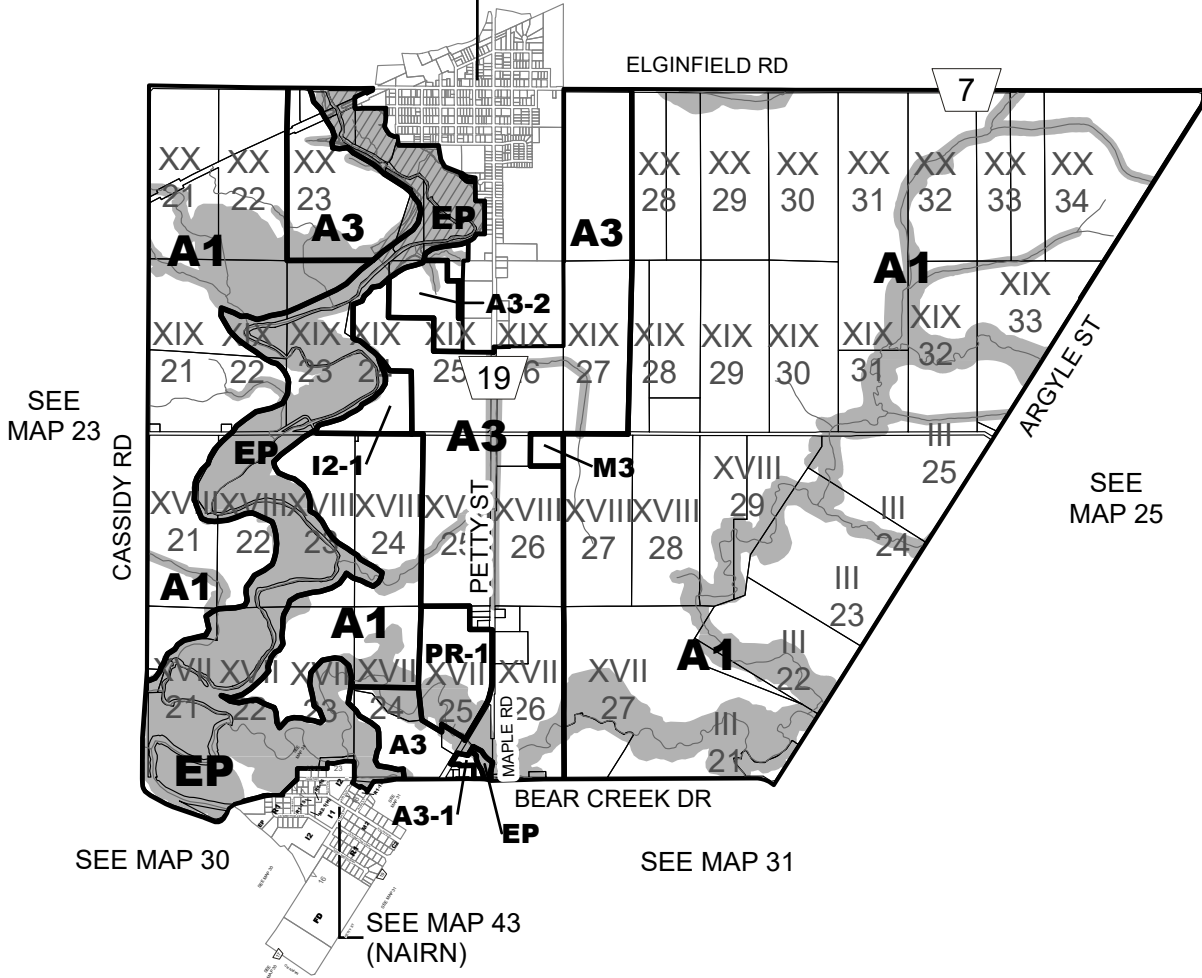 ELGINFIELD RD
7
XX
21
XX
22
XX
23
XX
28
XX
29
XX
30
XX
31
XX
32
XX
33
XX
34
A1
A3
EP
A3
A1
A3-2
XIX
21
XIX
22
XIX
23
XIX
24
XIX
25
XIX
26
XIX
27
XIX
28
XIX
29
XIX
30
XIX
31
XIX
32
XIX
33
19
ARGYLE ST
SEE
MAP 23
CASSIDY RD
EP
I2-1
A3
M3
PETTY ST
SEE
MAP 25
XVIII
21
XVIII
22
XVIII
23
XVIII
24
XVIII
25
XVIII
26
XVIII
27
XVIII
28
XVIII
29
III
25
III
24
III
23
III
22
III
21
A1
A1
PR-1
A1
XVII
21
XVII
22
XVII
23
XVII
24
XVII
25
XVII
26
XVII
27
MAPLE RD
A3
EP
A3-1
EP
BEAR CREEK DR
SEE MAP 30
SEE MAP 31
I2
I1
I2
16
FD
SEE MAP 43
(NAIRN)